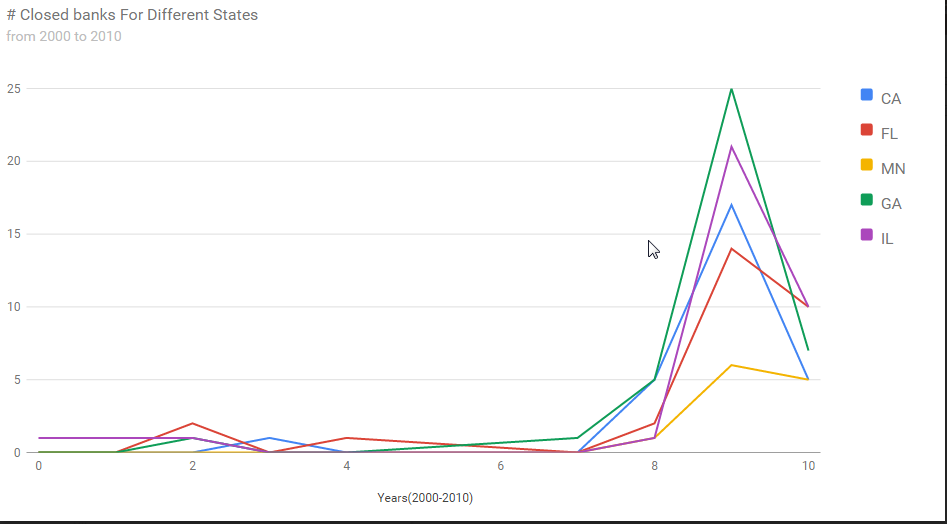 # Closed banks For Different States
from 2000 to 2010
25
20
15
10
5
0
0 2 4 6 8 10
Years(2000-2010)
CA
FL
MN
GA
IL